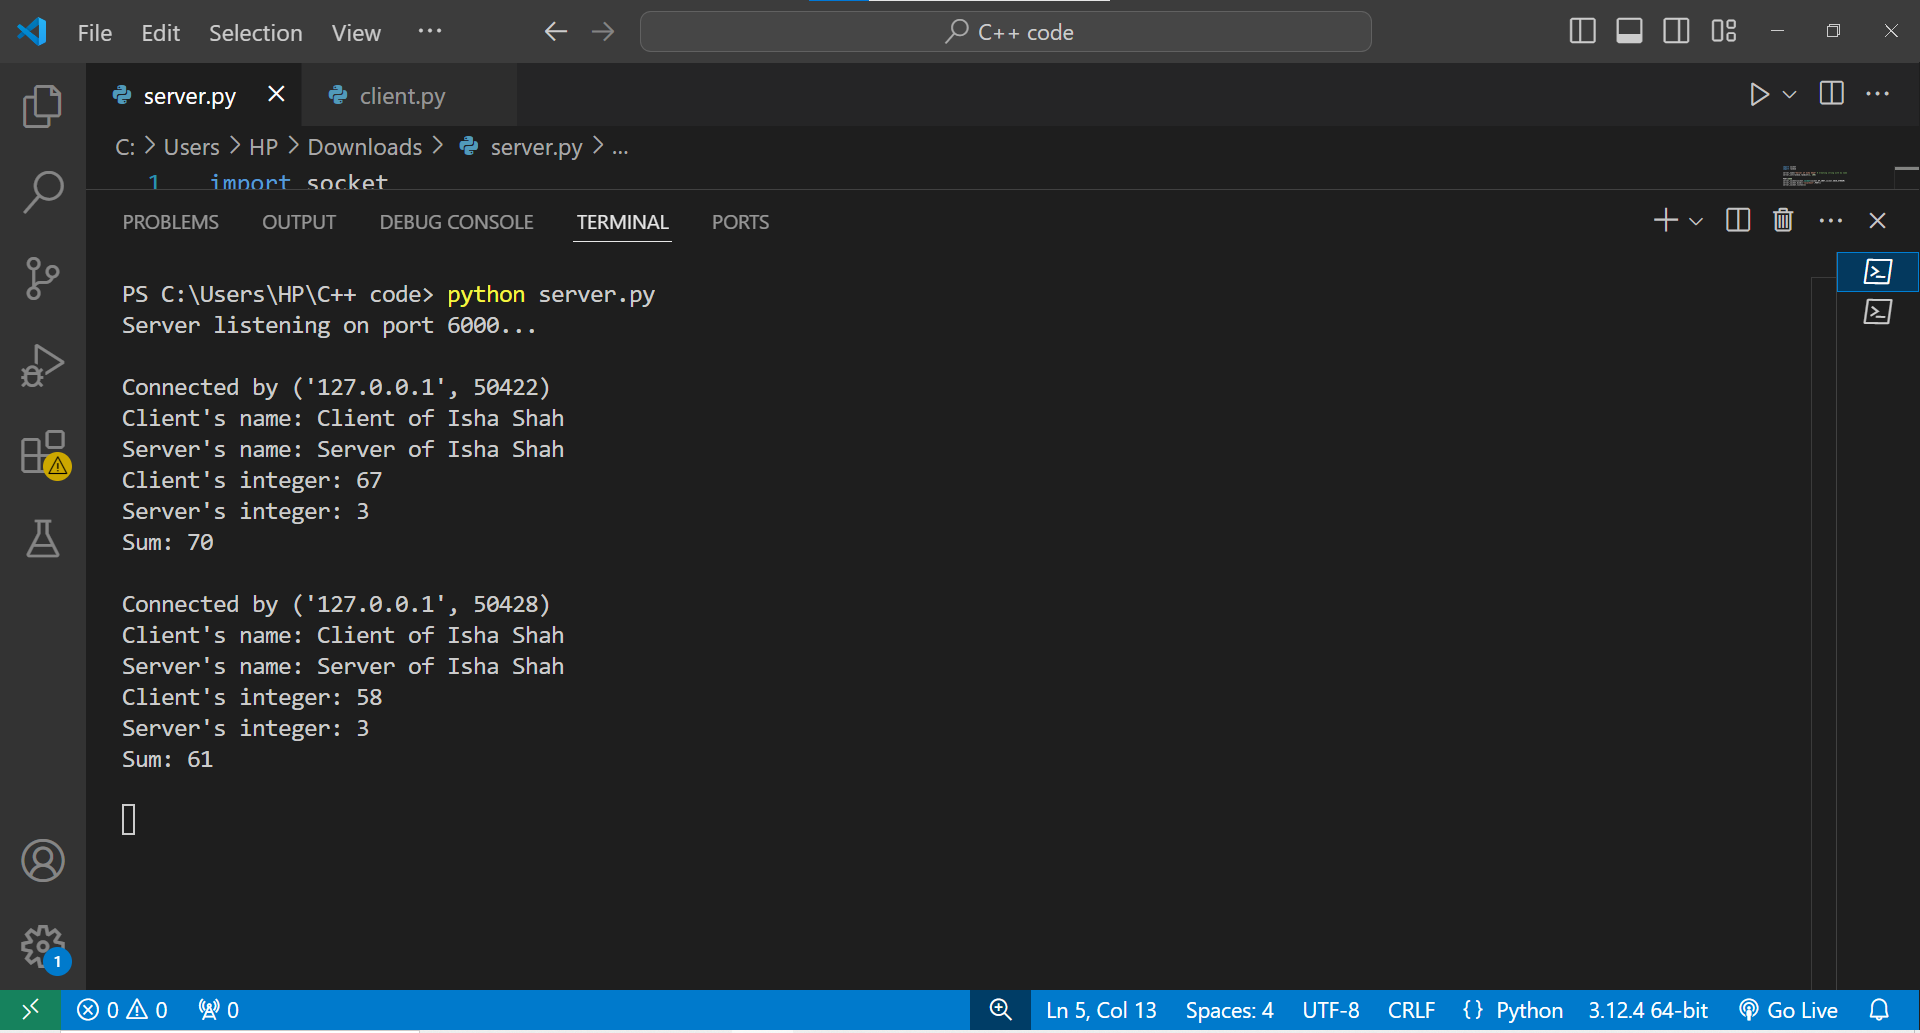 File Edit Selection View ... C++ code
server.py client.py
C: > Users > HP > Downloads > server.py > ...
1 import socket
PROBLEMS OUTPUT DEBUG CONSOLE TERMINAL PORTS
PS C:\Users\HP\C++ code> python server.py
Server listening on port 6000...
Connected by ('127.0.0.1', 50422)
Client's name: Client of Isha Shah
Server's name: Server of Isha Shah
Client's integer: 67
Server's integer: 3
Sum: 70
Connected by ('127.0.0.1', 50428)
Client's name: Client of Isha Shah
Server's name: Server of Isha Shah
Client's integer: 58
Server's integer: 3
Sum: 61
1
0 0 0 Ln 5, Col 13 Spaces: 4 UTF-8 CRLF {} Python 3.12.4 64-bit Go Live